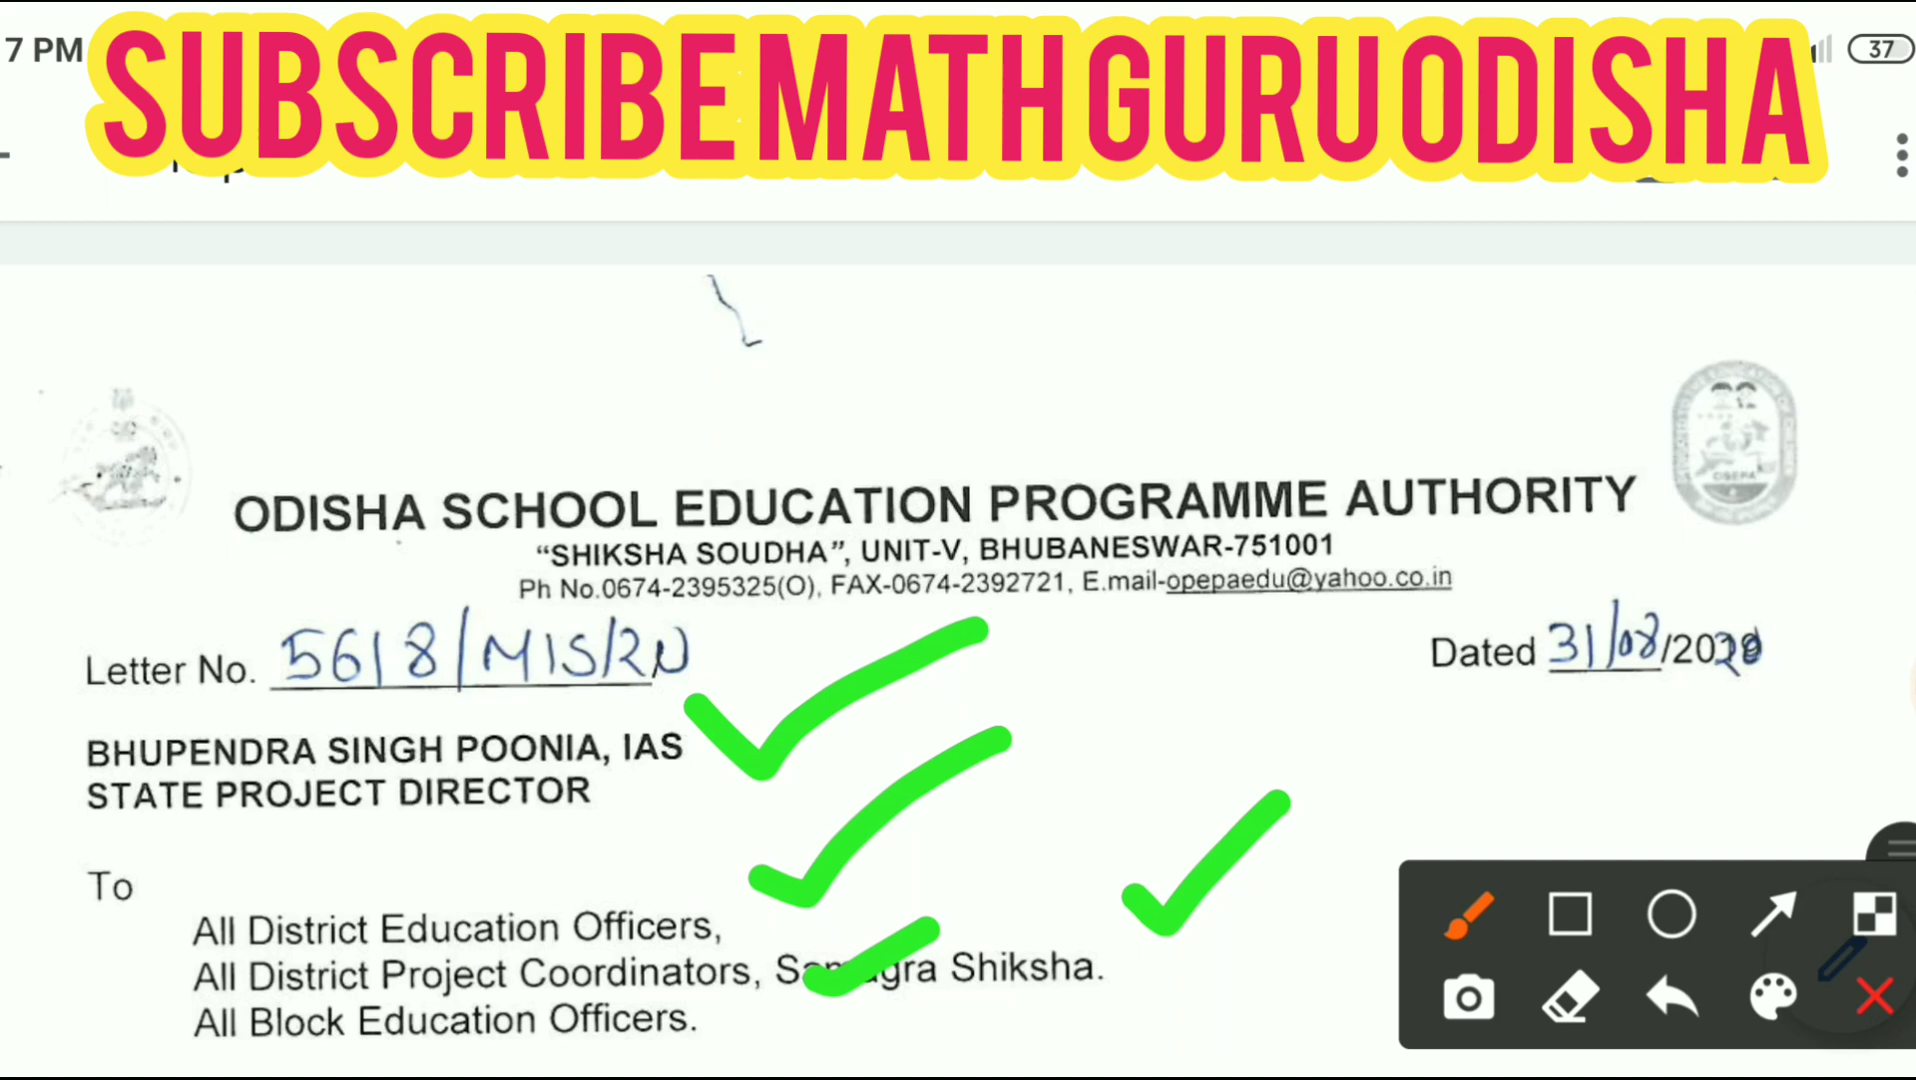 7 PM
SUBSCRIBE MATH GURU ODISHA
37
ODISHA SCHOOL EDUCATION PROGRAMME AUTHORITY
“SHIKSHA SOUDHA”, UNIT-V, BHUBANESWAR-751001
Ph No.0674-2395325(O), FAX-0674-2392721, E.mail-opepaedu@yahoo.co.in
Letter No. 5618/MIS/RN
Dated 31/08/2020
BHUPENDRA SINGH POONIA, IAS
STATE PROJECT DIRECTOR
To
All District Education Officers,
All District Project Coordinators, Samagra Shiksha.
All Block Education Officers.